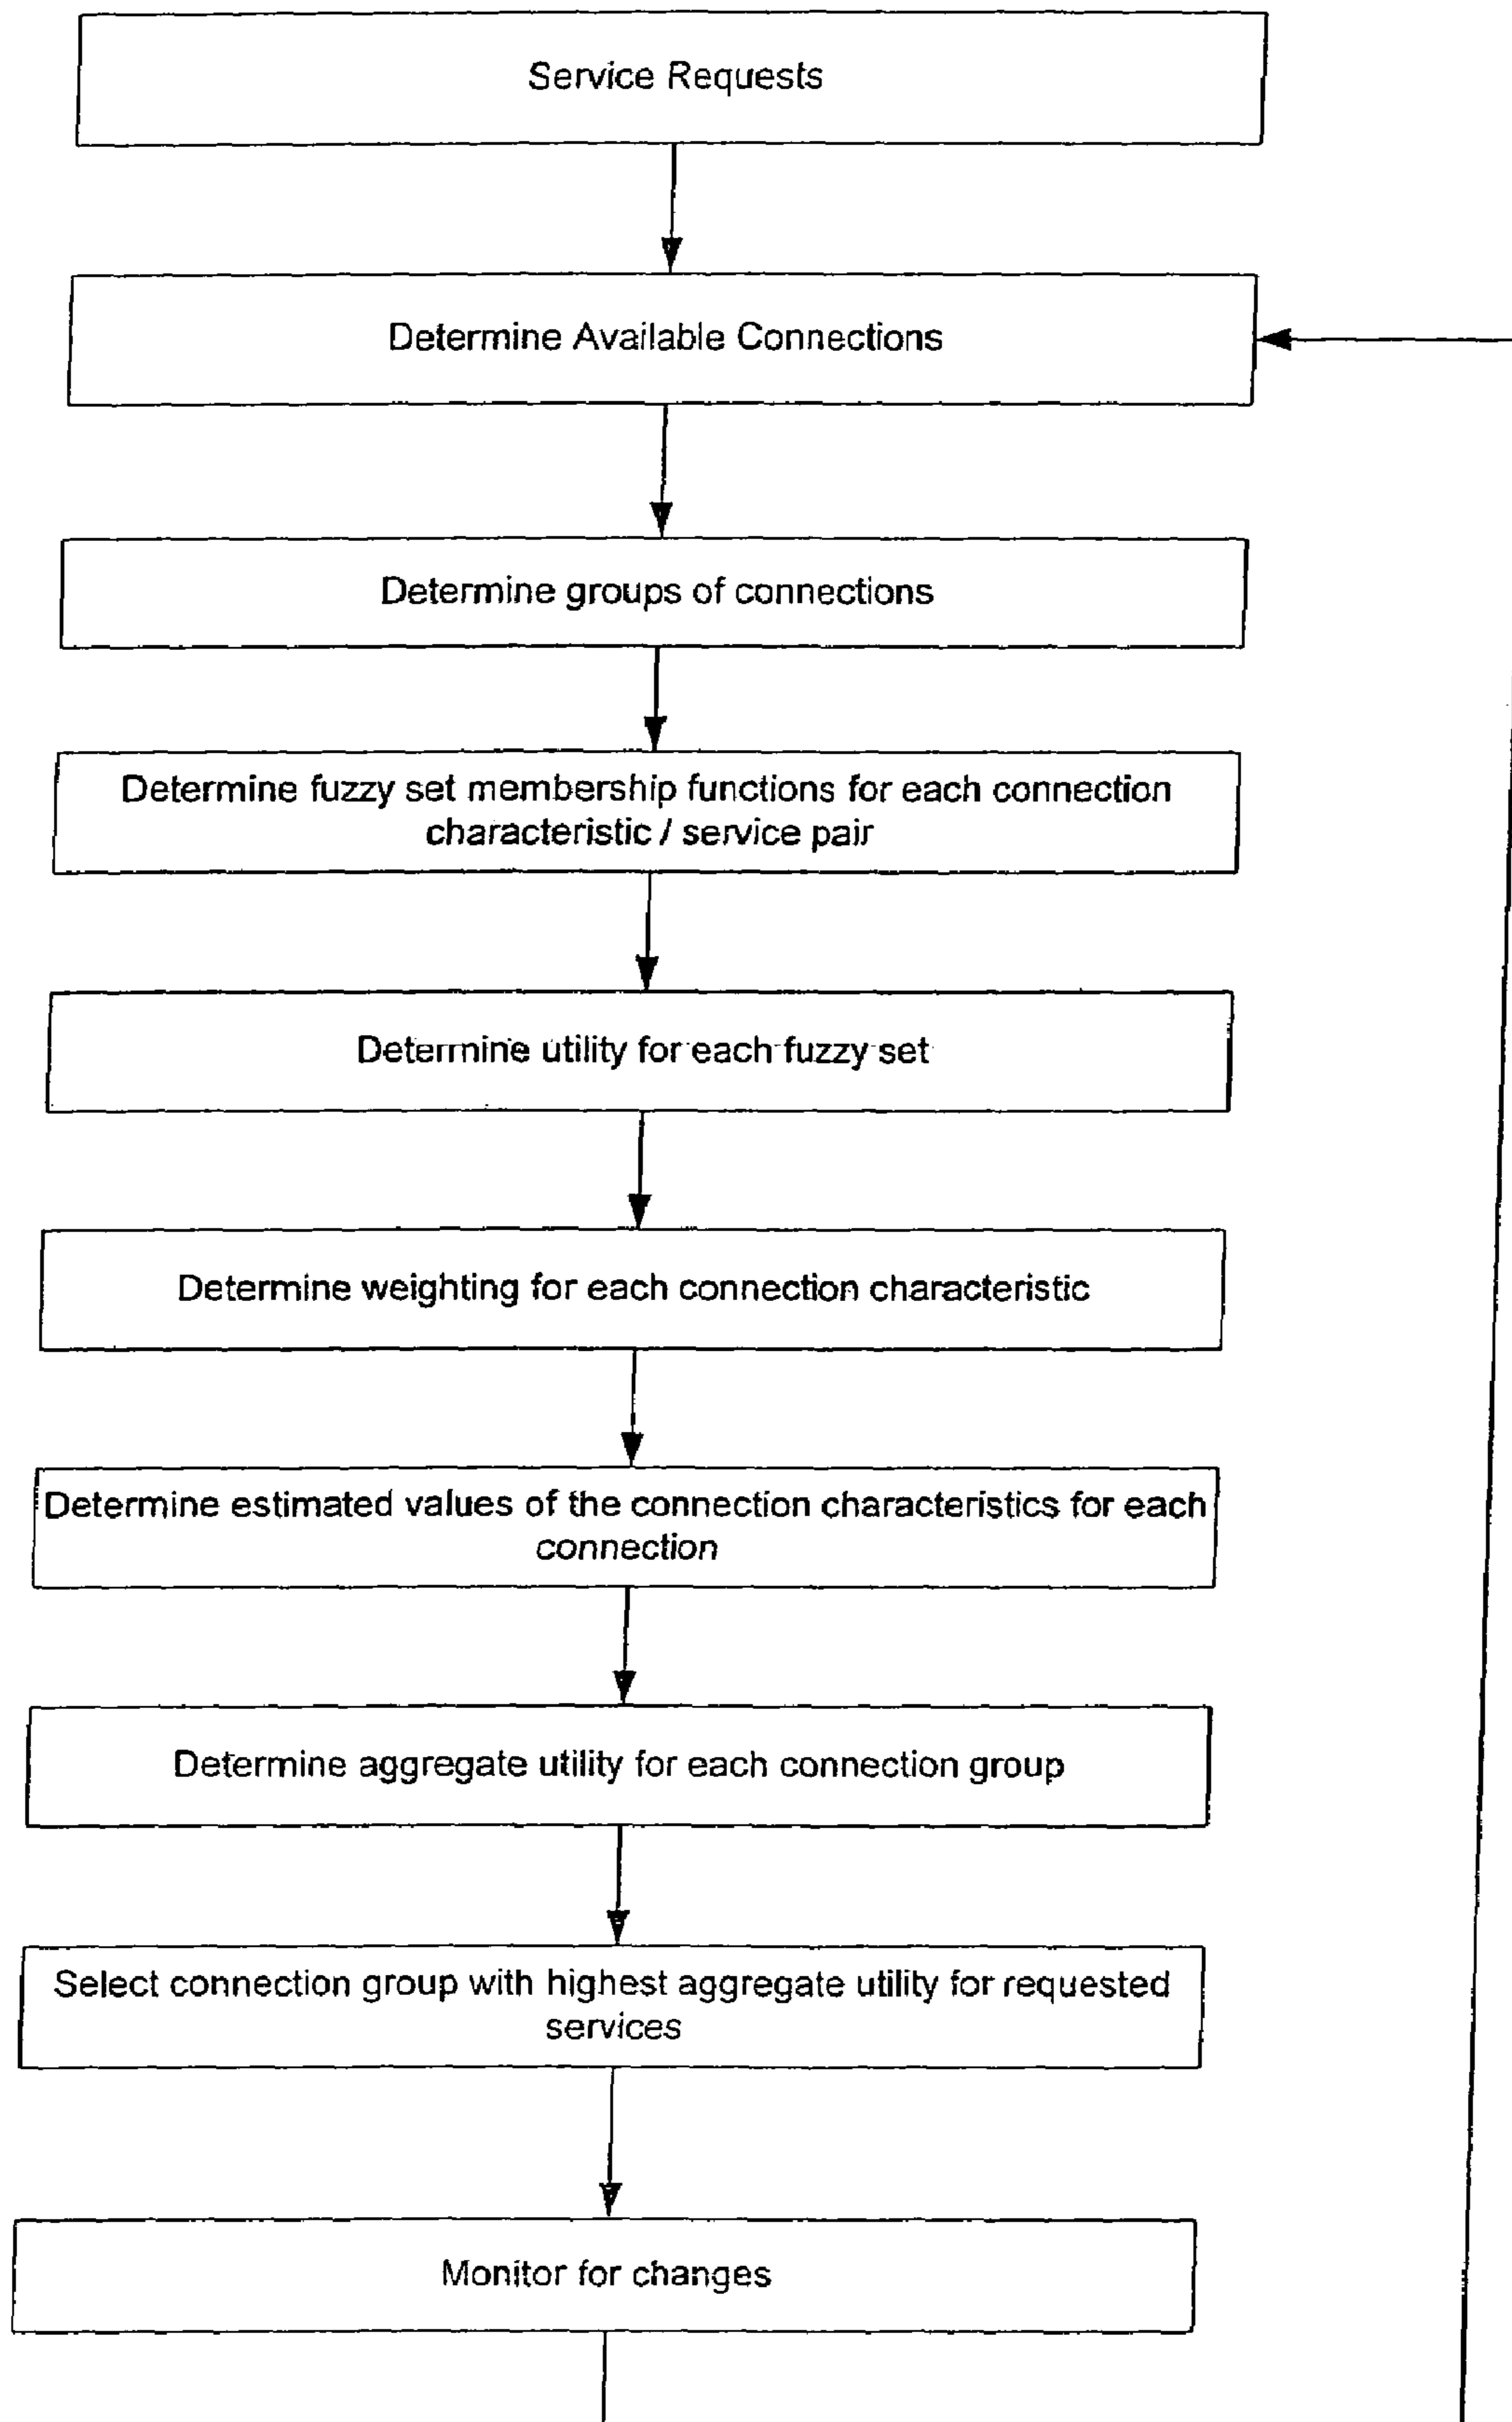 Service Requests
Determine Available Connections
Determine groups of connections
Determine fuzzy set membership functions for each connection
characteristic / service pair
Determine utility for each fuzzy set
Determine weighting for each connection characteristic
Determine estimated values of the connection characteristics for each
connection
Determine aggregate utility for each connection group
Select connection group with highest aggregate utility for requested
services
Monitor for changes